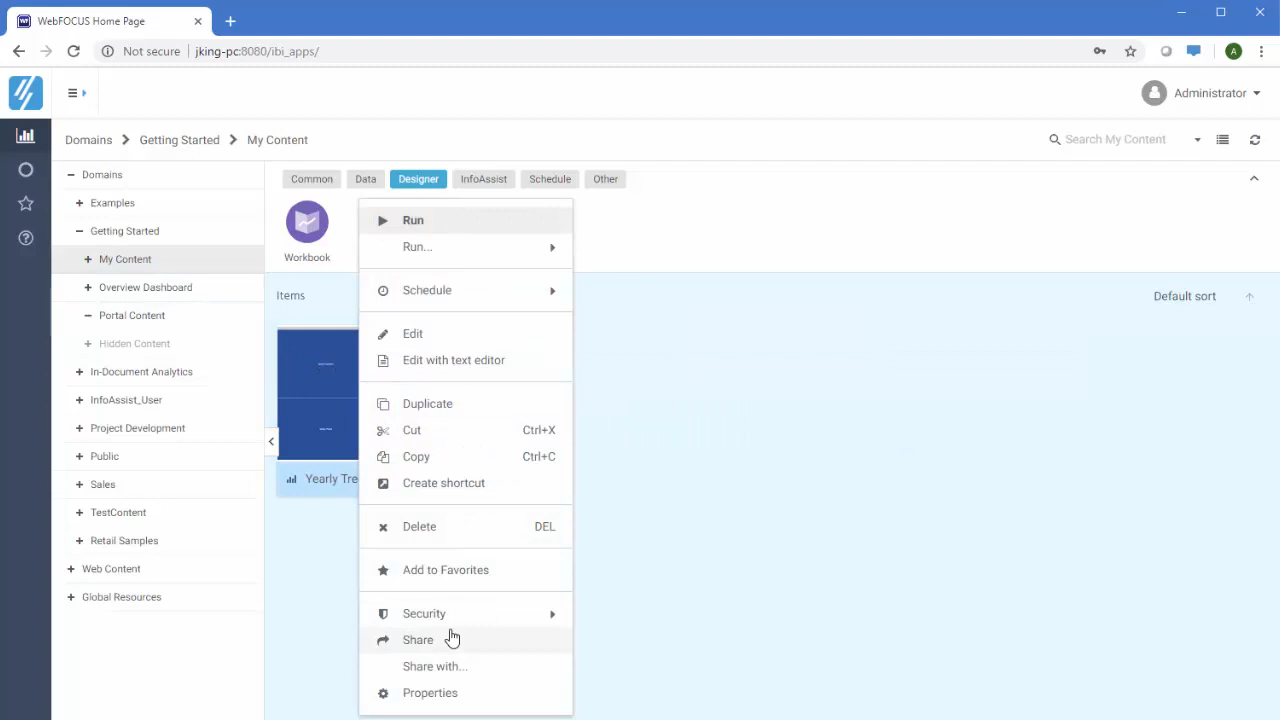 WebFOCUS Home Page
Not secure jking-pc:8080/ibi_apps/
A
Administrator
Domains Getting Started My Content
Search My Content
Domains
Examples
Getting Started
My Content
Overview Dashboard
Portal Content
Hidden Content
In-Document Analytics
InfoAssist_User
Project Development
Public
Sales
TestContent
Retail Samples
Web Content
Global Resources
Common Data Designer InfoAssist Schedule Other
Workbook
Items
Default sort
Yearly Tre
Run
Run...
Schedule
Edit
Edit with text editor
Duplicate
Cut Ctrl+X
Copy Ctrl+C
Create shortcut
Delete DEL
Add to Favorites
Security
Share
Share with...
Properties